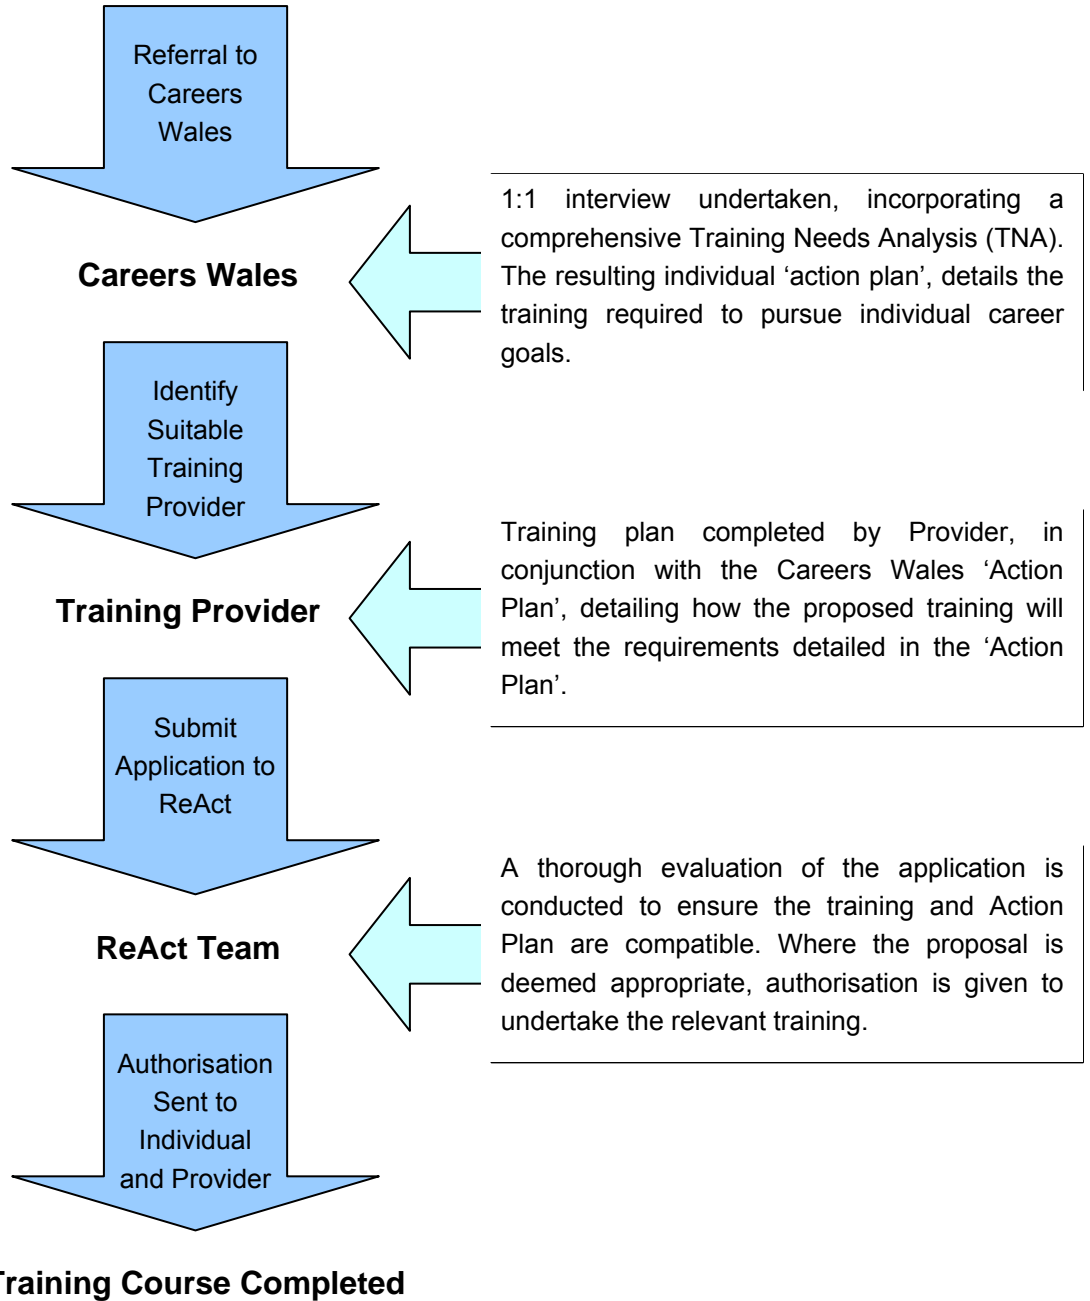 Referral to
Careers
Wales
1:1 interview undertaken, incorporating a
comprehensive Training Needs Analysis (TNA).
The resulting individual ‘action plan’, details the
training required to pursue individual career
goals.
Careers Wales
Identify
Suitable
Training
Provider
Training plan completed by Provider, in
conjunction with the Careers Wales ‘Action
Plan’, detailing how the proposed training will
meet the requirements detailed in the ‘Action
Plan’.
Training Provider
Submit
Application to
ReAct
A thorough evaluation of the application is
conducted to ensure the training and Action
Plan are compatible. Where the proposal is
deemed appropriate, authorisation is given to
undertake the relevant training.
ReAct Team
Authorisation
Sent to
Individual
and Provider
Training Course Completed